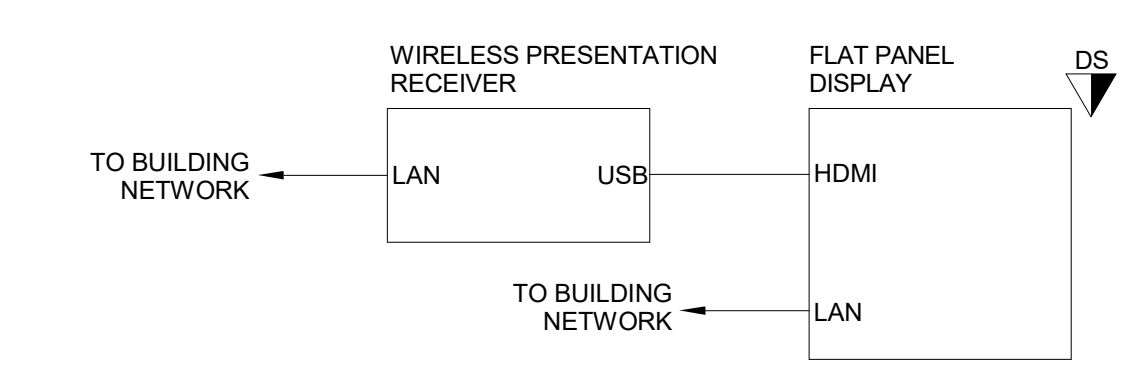 WIRELESS PRESENTATION
RECEIVER
FLAT PANEL
DISPLAY
DS
TO BUILDING
NETWORK
LAN
USB
HDMI
TO BUILDING
NETWORK
LAN